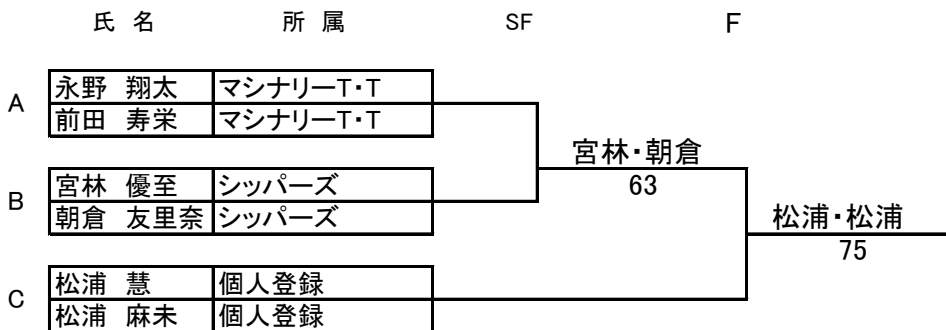 氏 名 所 属 SF F
A 永野 翔太 マシナリーT・T
前田 寿栄 マシナリーT・T
宮林・朝倉
63
B 宮林 優至 シッパーズ
朝倉 友里奈 シッパーズ
松浦・松浦
75
C 松浦 慧 個人登録
松浦 麻未 個人登録